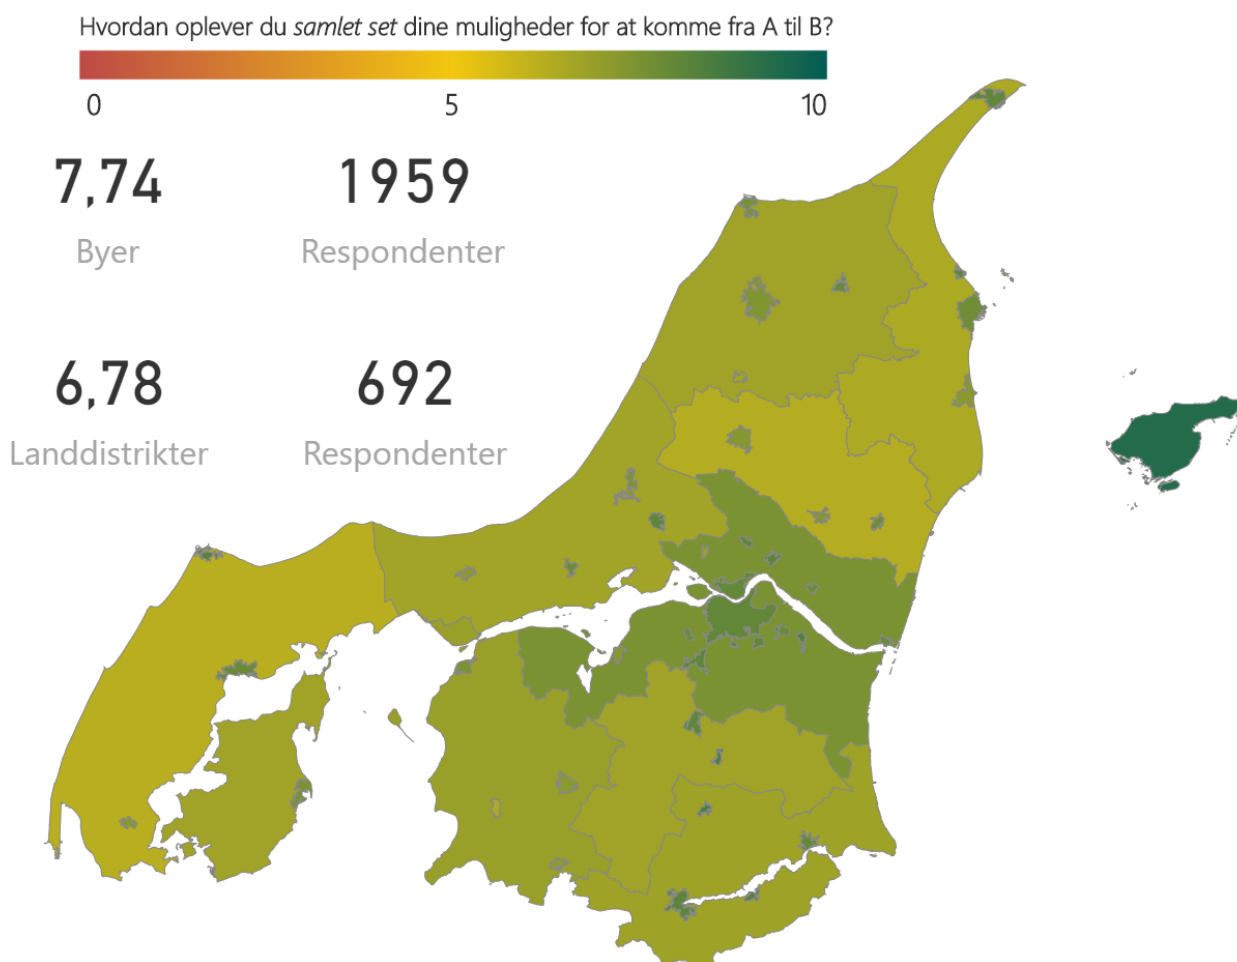 Hvordan oplever du samlet set dine muligheder for at komme fra A til B?
0 5 10
7,74 1959
Byer Respondenter
6,78 692
Landdistrikter Respondenter